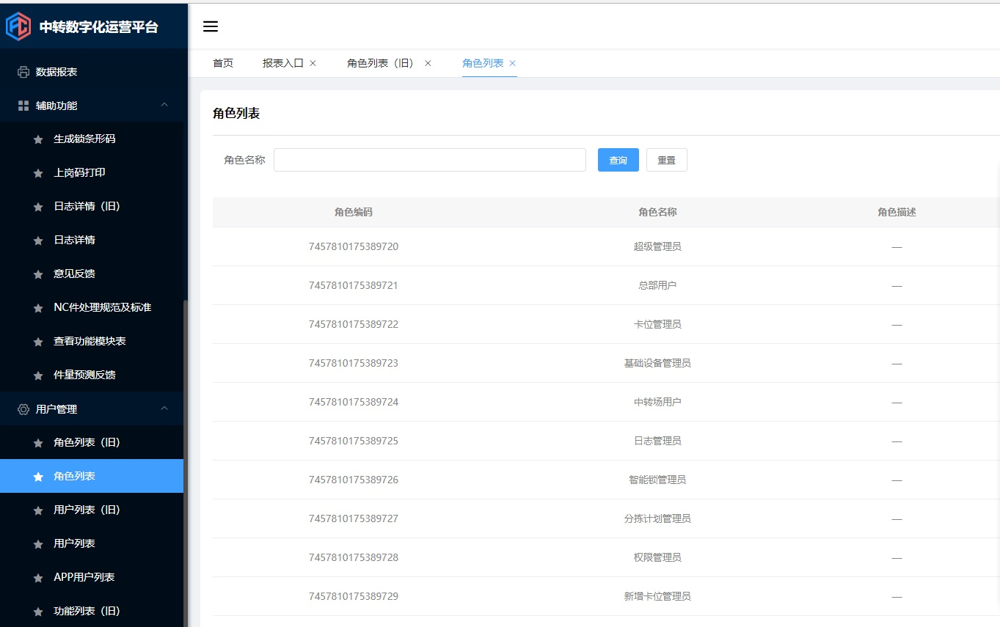 中转数字化运营平台
数据报表
辅助功能
生成锁条形码
上岗码打印
日志详情（旧）
日志详情
意见反馈
NC件处理规范及标准
查看功能模块表
件量预测反馈
用户管理
角色列表（旧）
角色列表
用户列表（旧）
用户列表
APP用户列表
功能列表（旧）
首页 报表入口 × 角色列表（旧） × 角色列表 ×
角色列表
角色名称 查询 重置
角色编码 角色名称 角色描述
7457810175389720 超级管理员 —
7457810175389721 总部用户 —
7457810175389722 卡位管理员 —
7457810175389723 基础设备管理员 —
7457810175389724 中转场用户 —
7457810175389725 日志管理员 —
7457810175389726 智能锁管理员 —
7457810175389727 分拣计划管理员 —
7457810175389728 权限管理员 —
7457810175389729 新增卡位管理员 —